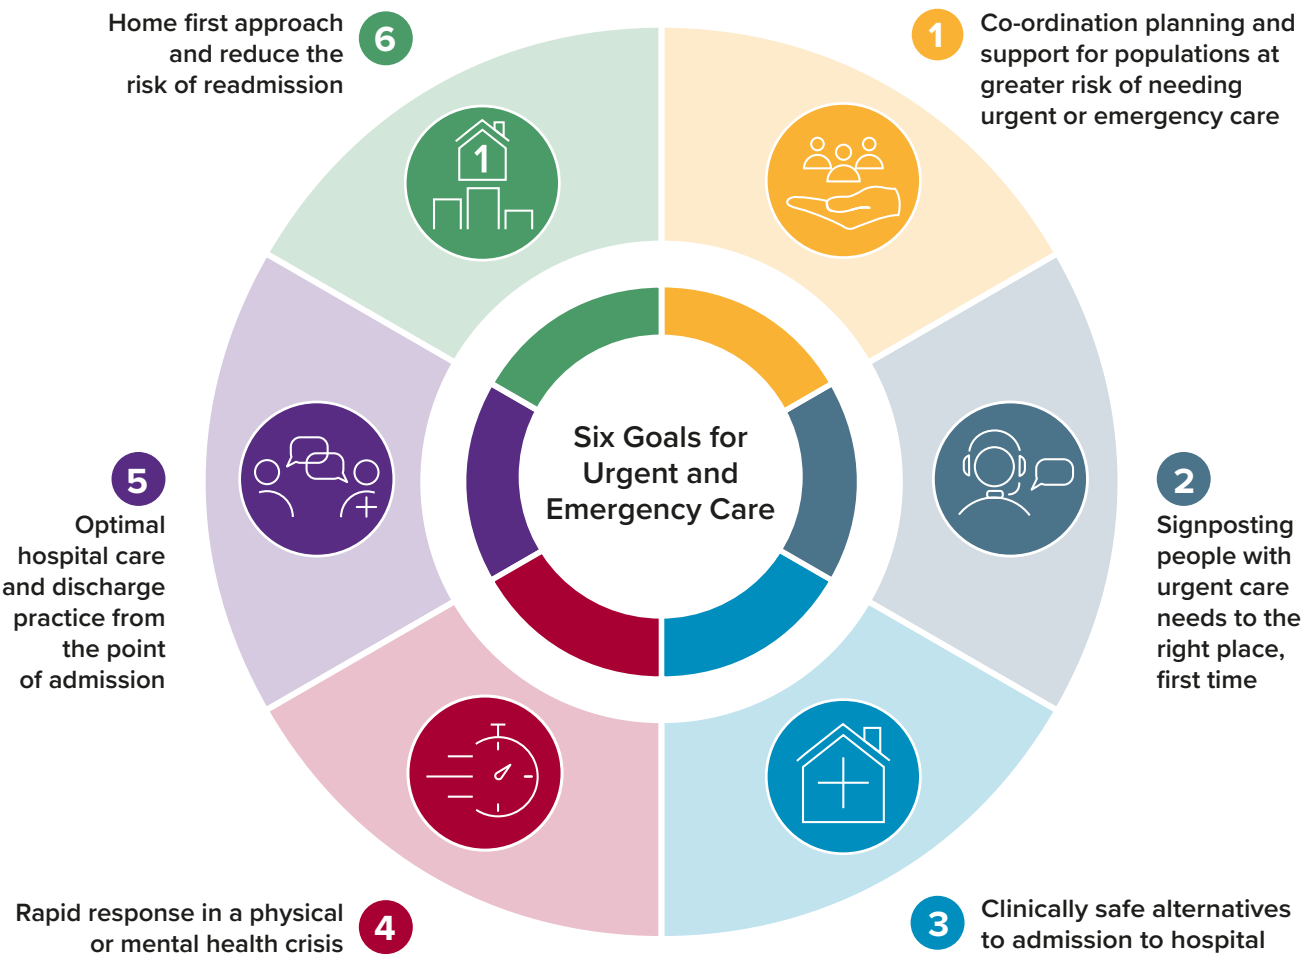 Six Goals for
Urgent and
Emergency Care
1
Co-ordination planning and
support for populations at
greater risk of needing
urgent or emergency care
2
Signposting
people with
urgent care
needs to the
right place,
first time
3
Clinically safe alternatives
to admission to hospital
4
Rapid response in a physical
or mental health crisis
5
Optimal
hospital care
and discharge
practice from
the point
of admission
6
Home first approach
and reduce the
risk of readmission
1